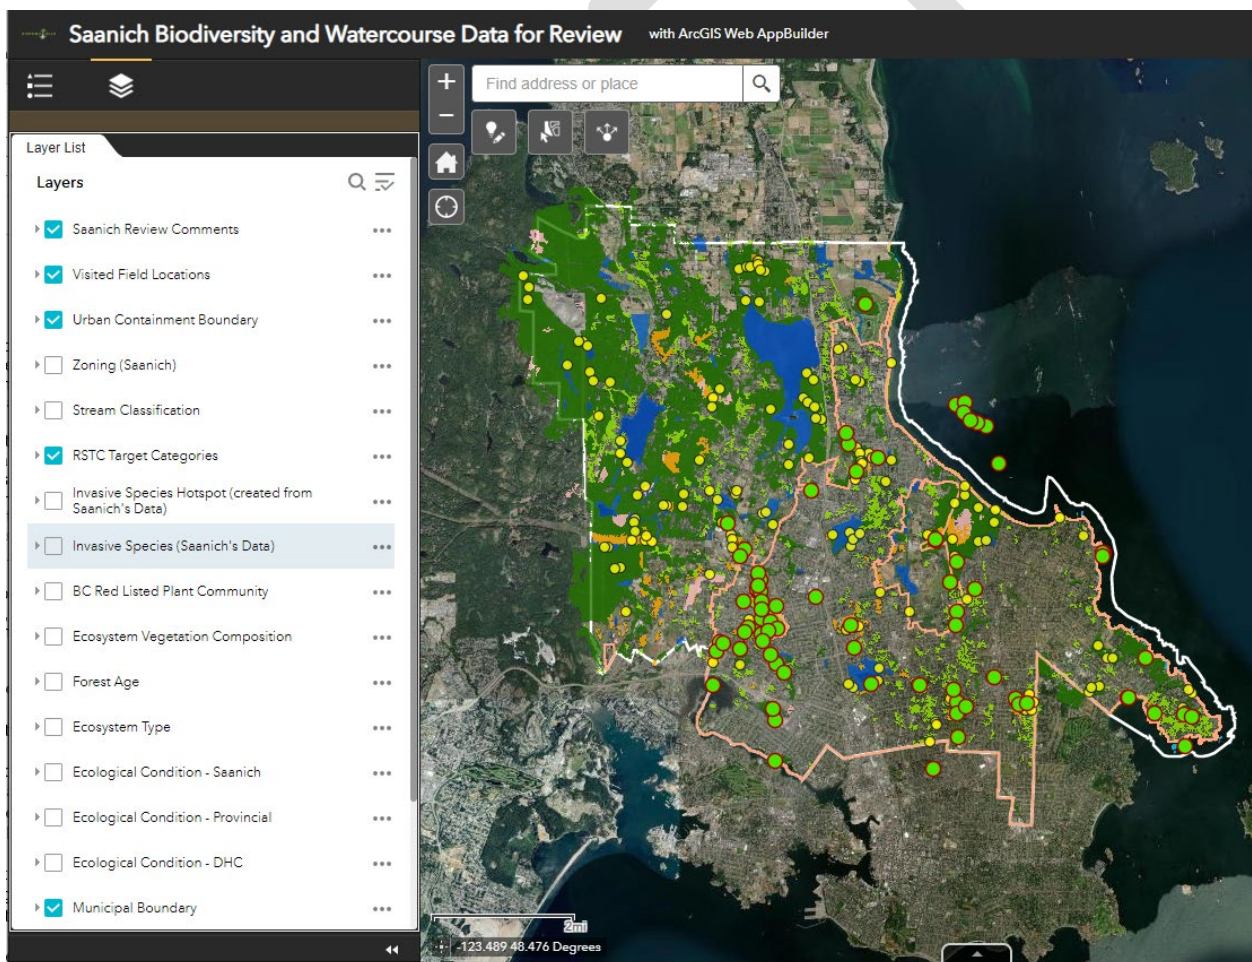 Saanich Biodiversity and Watercourse Data for Review with ArcGIS Web AppBuilder
Find address or place
Layer List
Layers
Saanich Review Comments
Visited Field Locations
Urban Containment Boundary
Zoning (Saanich)
Stream Classification
RSTC Target Categories
Invasive Species Hotspot (created from
Saanich's Data)
Invasive Species (Saanich's Data)
BC Red Listed Plant Community
Ecosystem Vegetation Composition
Forest Age
Ecosystem Type
Ecological Condition - Saanich
Ecological Condition - Provincial
Ecological Condition - DHC
Municipal Boundary
2mi
-123.489 48.476 Degrees